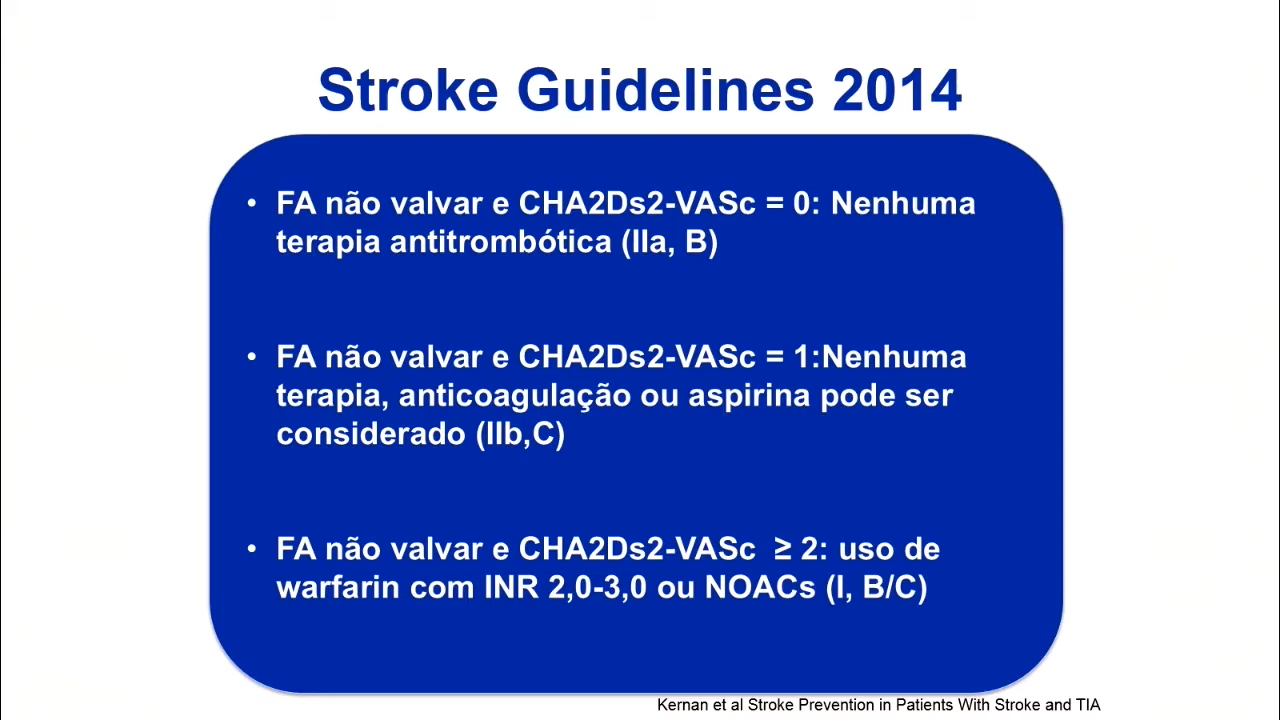 Stroke Guidelines 2014
• FA não valvar e CHA2Ds2-VASc = 0: Nenhuma
terapia antitrombótica (IIa, B)
• FA não valvar e CHA2Ds2-VASc = 1:Nenhuma
terapia, anticoagulação ou aspirina pode ser
considerado (IIb,C)
• FA não valvar e CHA2Ds2-VASc ≥ 2: uso de
warfarin com INR 2,0-3,0 ou NOACs (I, B/C)
Kernan et al Stroke Prevention in Patients With Stroke and TIA